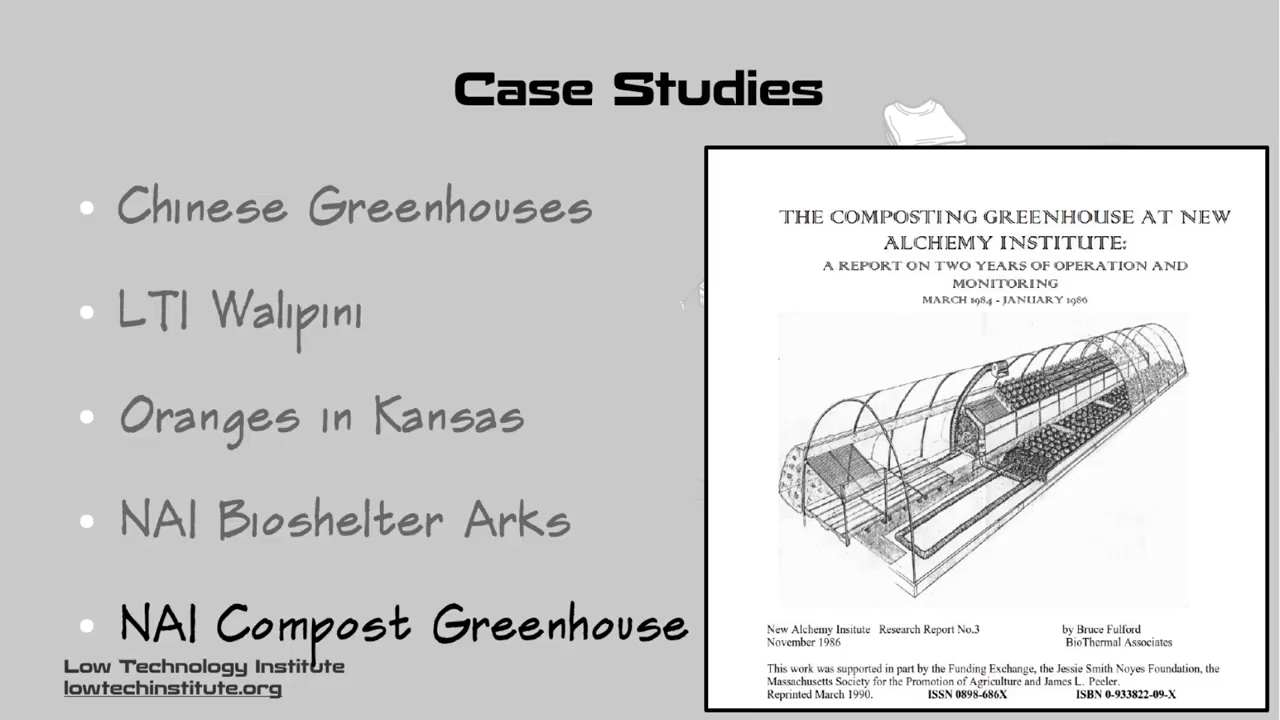 Case Studies
Chinese Greenhouses
LTI Walipini
Oranges in Kansas
NAI Bioshelter Arks
NAI Compost Greenhouse
Low Technology Institute
lowtechinstitute.org
THE COMPOSTING GREENHOUSE AT NEW
ALCHEMY INSTITUTE:
A REPORT ON TWO YEARS OF OPERATION AND
MONITORING
MARCH 1984 - JANUARY 1986
New Alchemy Insitute Research Report No.3
November 1986
by Bruce Fulford
BioThermal Associates
This work was supported in part by the Funding Exchange, the Jessie Smith Noyes Foundation, the
Massachusetts Society for the Promotion of Agriculture and James L. Peeler.
Reprinted March 1990. ISSN 0898-686X ISBN 0-933822-09-X